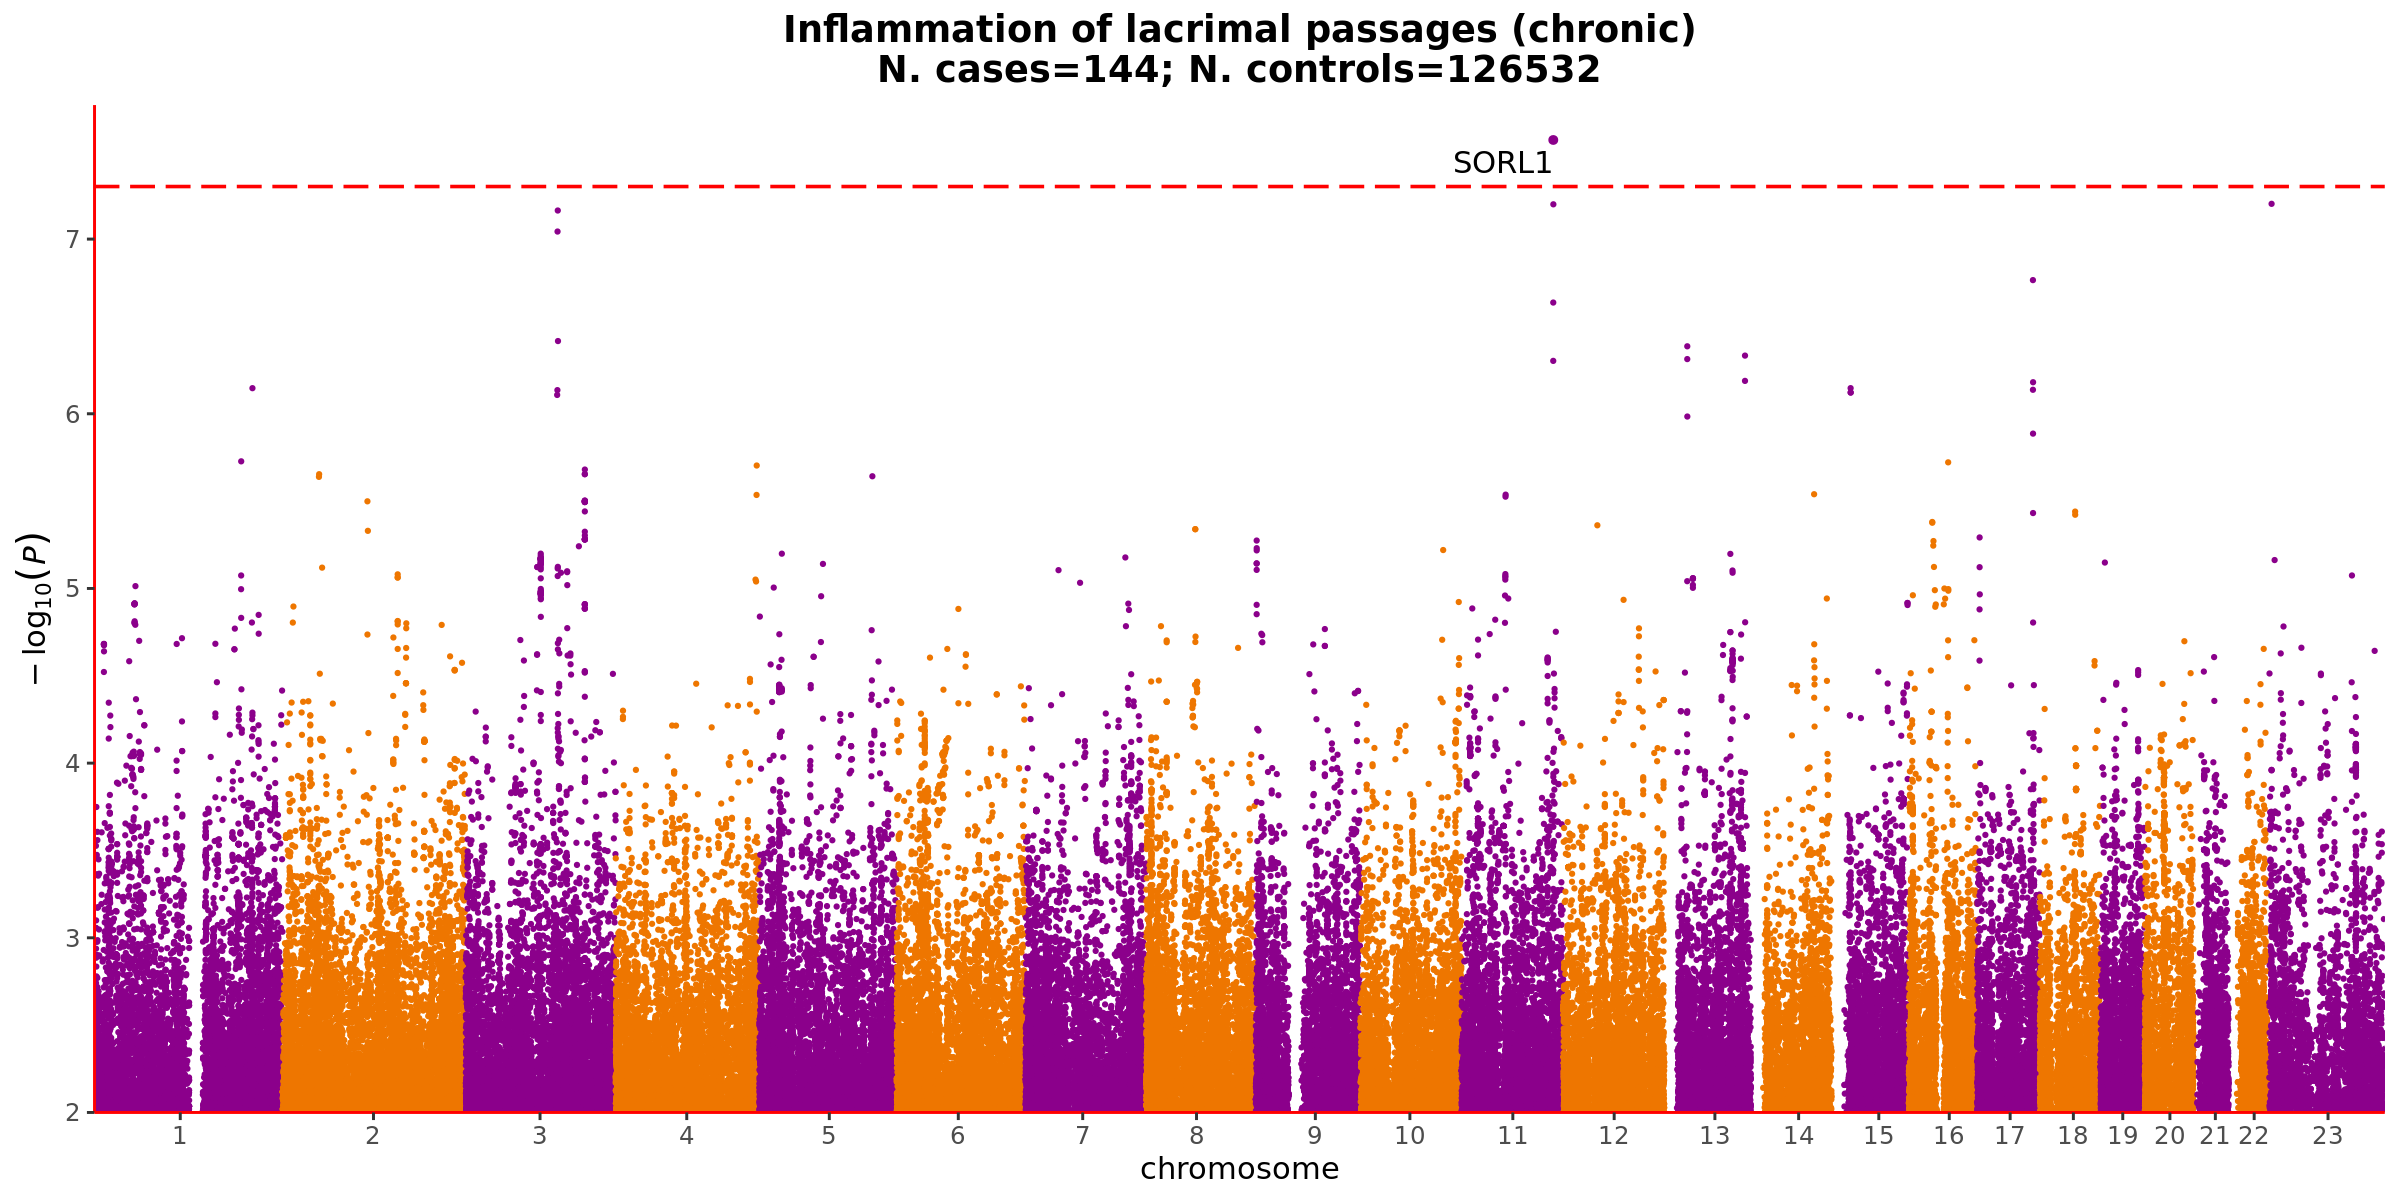 Inflammation of lacrimal passages (chronic)
N. cases=144; N. controls=126532
SORL1
7
6
5
4
3
2
−log10(P)
1 2 3 4 5 6 7 8 9 10 11 12 13 14 15 16 17 18 19 20 21 22 23
chromosome